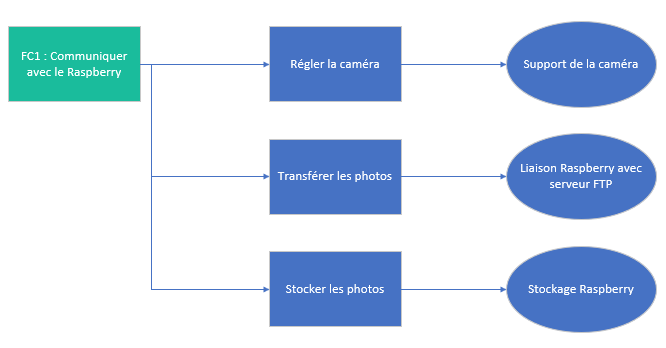 FC1 : Communiquer
avec le Raspberry
Régler la caméra
Support de la caméra
Transférer les photos
Liaison Raspberry avec
serveur FTP
Stocker les photos
Stockage Raspberry